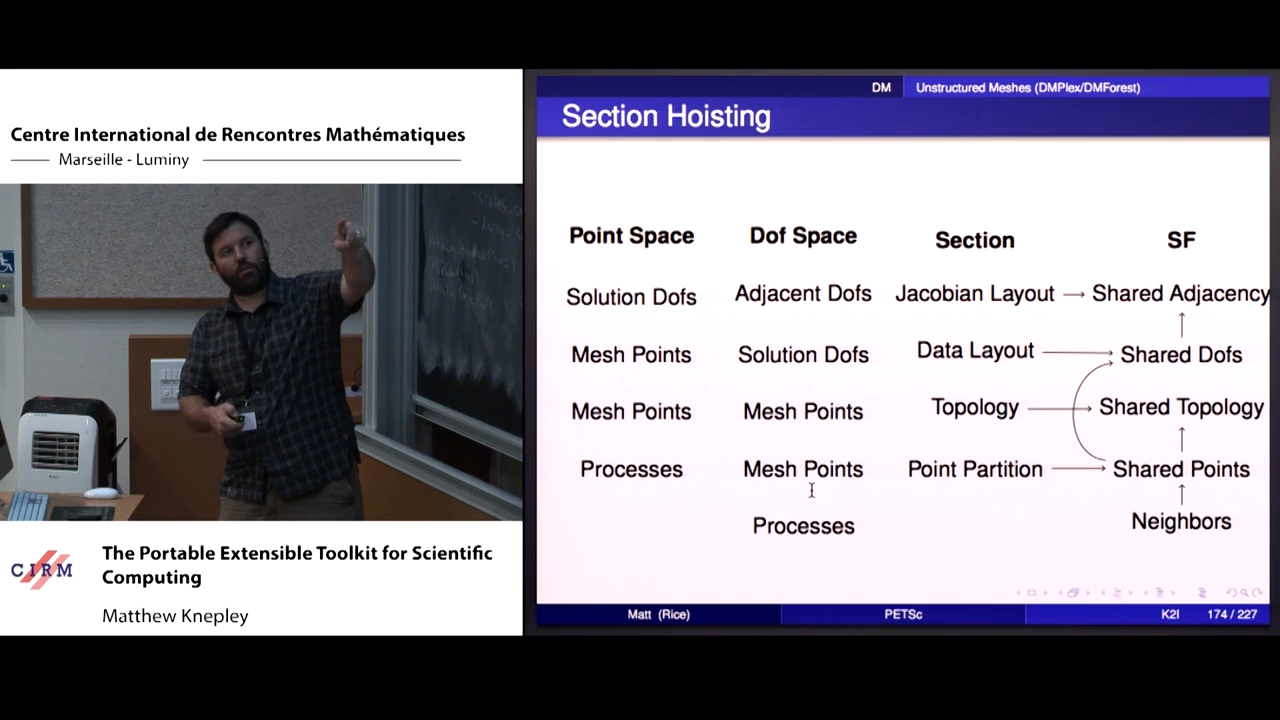 Centre International de Rencontres Mathématiques
Marseille - Luminy
CIRM
The Portable Extensible Toolkit for Scientific
Computing
Matthew Knepley
DM Unstructured Meshes (DMPlex/DMForest)
Section Hoisting
Point Space Dof Space Section SF
Solution Dofs Adjacent Dofs Jacobian Layout → Shared Adjacency
Mesh Points Solution Dofs Data Layout → Shared Dofs
Mesh Points Mesh Points Topology → Shared Topology
Processes Mesh Points Point Partition → Shared Points
Processes Neighbors
Matt (Rice) PETSc K2I 174 / 227